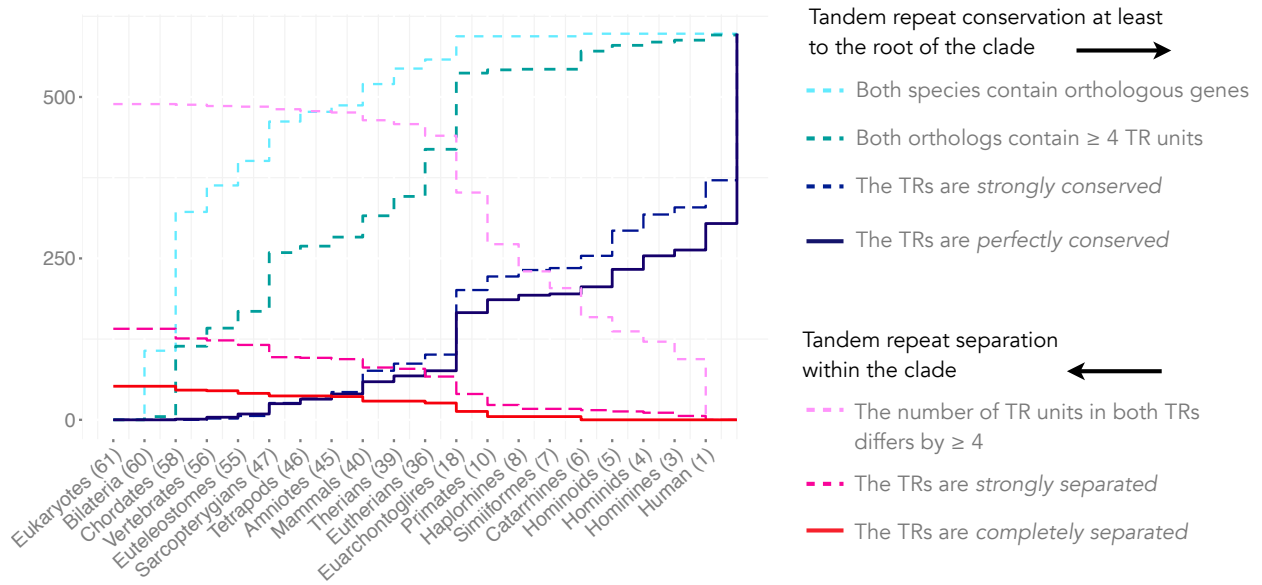 Tandem repeat conservation at least
to the root of the clade
Both species contain orthologous genes
Both orthologs contain ≥ 4 TR units
The TRs are strongly conserved
The TRs are perfectly conserved
Tandem repeat separation
within the clade
The number of TR units in both TRs
differs by ≥ 4
The TRs are strongly separated
The TRs are completely separated
500
250
0
Eukaryotes (61)
Bilateria (60)
Chordates (58)
Vertebrates (56)
Euteleostomes (55)
Sarcopterygians (47)
Tetrapods (46)
Amniotes (45)
Mammals (40)
Therians (39)
Eutherians (36)
Euarchontoglires (18)
Primates (10)
Haplorhines (8)
Simiiformes (7)
Catarrhines (6)
Hominoids (5)
Hominids (4)
Hominines (3)
Human (1)